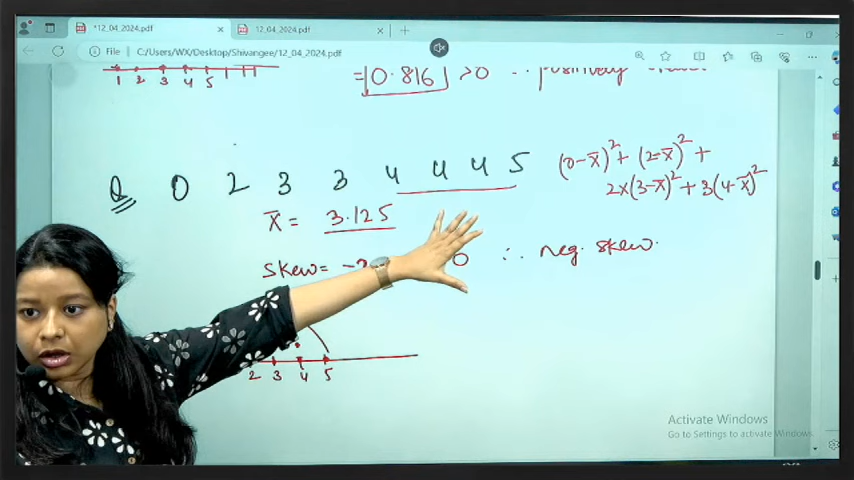 *12_04_2024.pdf
12_04_2024.pdf
File | C:/Users/WX/Desktop/Shivangee/12_04_2024.pdf
1 2 3 4 5
= 0.816 >0 ∴ positively
Q 0 2 3 3 4 4 4 5
(0-x̄)² + (2-x̄)² +
2x(3-x̄)² + 3(4-x̄)²
x̄ = 3.125
skew = - 0 ∴ neg. skew.
2 3 4 5
Activate Windows
Go to Settings to activate Windows.